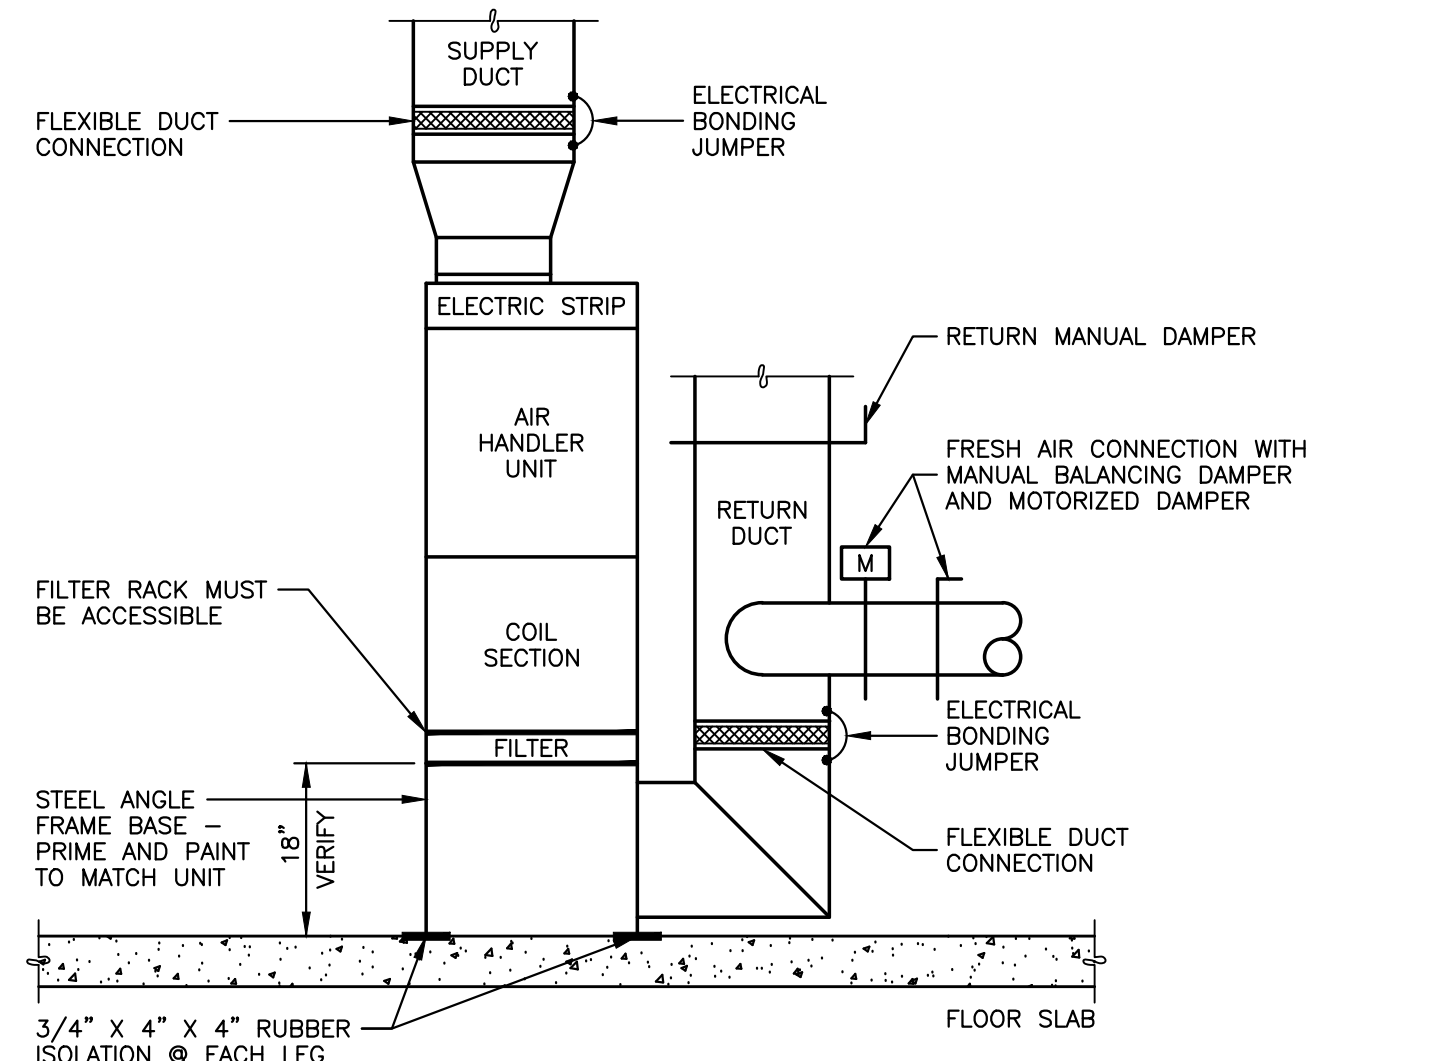 SUPPLY
DUCT
FLEXIBLE DUCT
CONNECTION
ELECTRICAL
BONDING
JUMPER
ELECTRIC STRIP
RETURN MANUAL DAMPER
AIR
HANDLER
UNIT
FRESH AIR CONNECTION WITH
MANUAL BALANCING DAMPER
AND MOTORIZED DAMPER
RETURN
DUCT
M
FILTER RACK MUST
BE ACCESSIBLE
COIL
SECTION
ELECTRICAL
BONDING
JUMPER
FILTER
STEEL ANGLE
FRAME BASE –
PRIME AND PAINT
TO MATCH UNIT
18"
VERIFY
FLEXIBLE DUCT
CONNECTION
3/4" X 4" X 4" RUBBER
ISOLATION @ EACH LEG
FLOOR SLAB